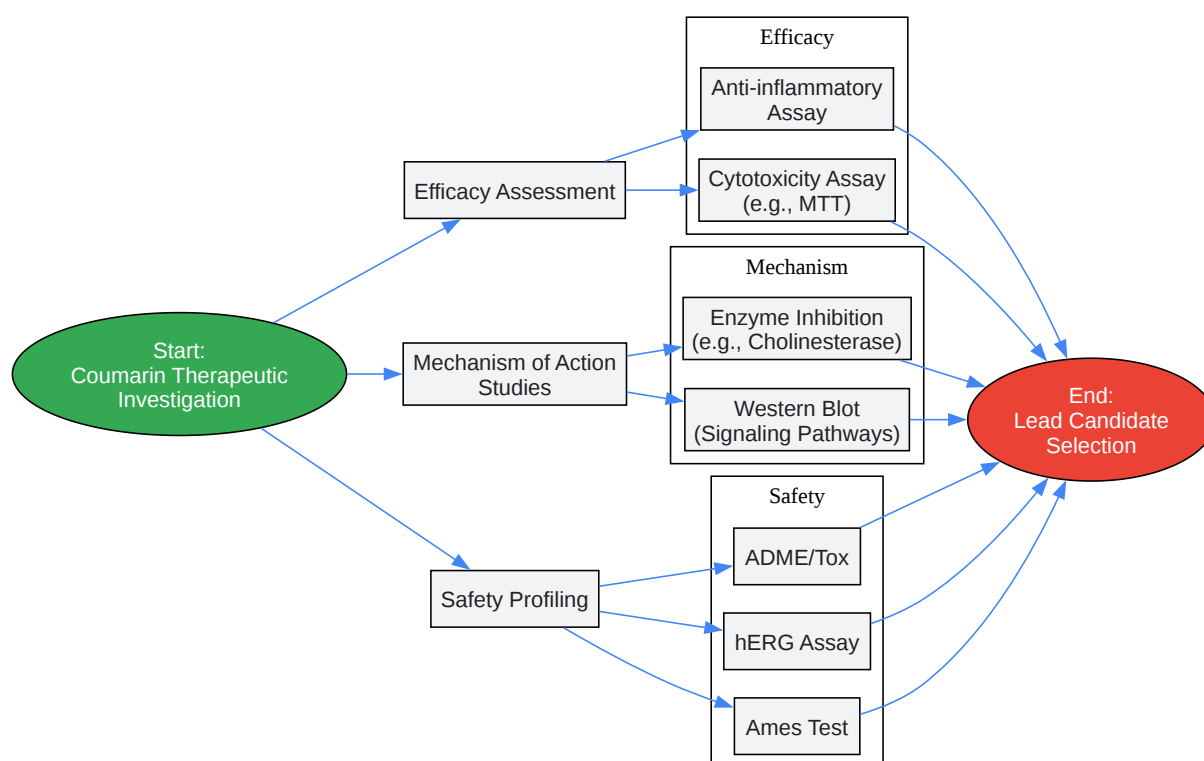 Efficacy
Anti-inflammatory
Assay
Efficacy Assessment
Cytotoxicity Assay
(e.g., MTT)
Mechanism
Start:
Coumarin Therapeutic
Investigation
Mechanism of Action
Studies
Enzyme Inhibition
(e.g., Cholinesterase)
Western Blot
(Signaling Pathways)
End:
Lead Candidate
Selection
Safety
Safety Profiling
ADME/Tox
hERG Assay
Ames Test